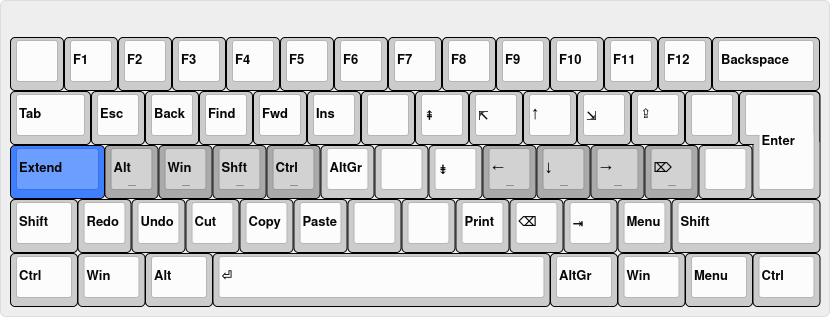 F1 F2 F3 F4 F5 F6 F7 F8 F9 F10 F11 F12 Backspace
Tab Esc Back Find Fwd Ins ⇞ ⇱ ↑ ⇲ ⇪ Enter
Extend Alt _ Win _ Shft _ Ctrl _ AltGr ⇟ ← _ ↓ _ → _ ⌦ _
Shift Redo Undo Cut Copy Paste Print ⌫ ⇥ Menu Shift
Ctrl Win Alt ⏎ AltGr Win Menu Ctrl